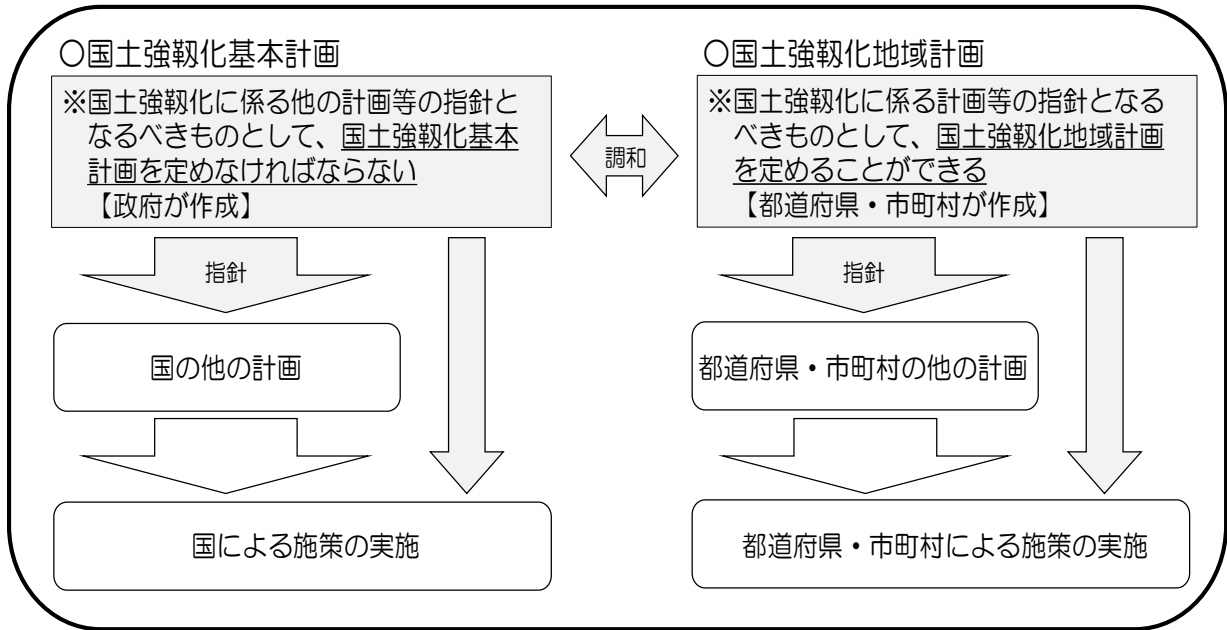 〇国土強靱化基本計画
※国土強靱化に係る他の計画等の指針と
なるべきものとして、国土強靱化基本
計画を定めなければならない
【政府が作成】
調和
〇国土強靱化地域計画
※国土強靱化に係る計画等の指針となる
べきものとして、国土強靱化地域計画
を定めることができる
【都道府県・市町村が作成】
指針
国の他の計画
国による施策の実施
指針
都道府県・市町村の他の計画
都道府県・市町村による施策の実施